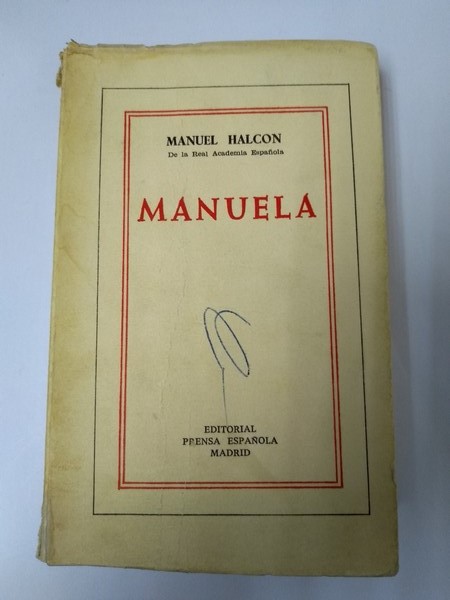 MANUEL HALCON
De la Real Academia Española
MANUELA
EDITORIAL
PRENSA ESPAÑOLA
MADRID